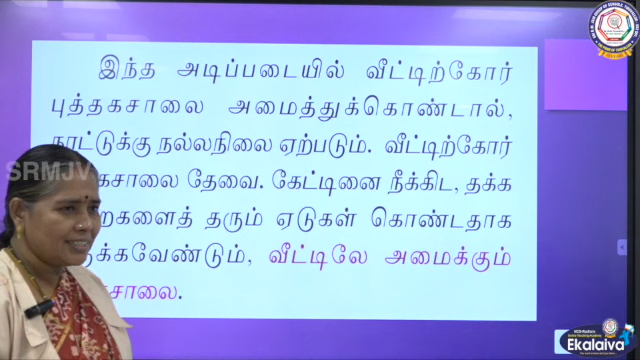 இந்த அடிப்படையில் வீட்டிற்கோர்
புத்தகசாலை அமைத்துக்கொண்டால்,
நாட்டுக்கு நல்லநிலை ஏற்படும். வீட்டிற்கோர்
கசாலை தேவை. கேட்டினை நீக்கிட, தக்க
றைகளைத் தரும் ஏடுகள் கொண்டதாக
க்கவேண்டும், வீட்டிலே அமைக்கும்
கசாலை.
SRMJV
Ekalaiva